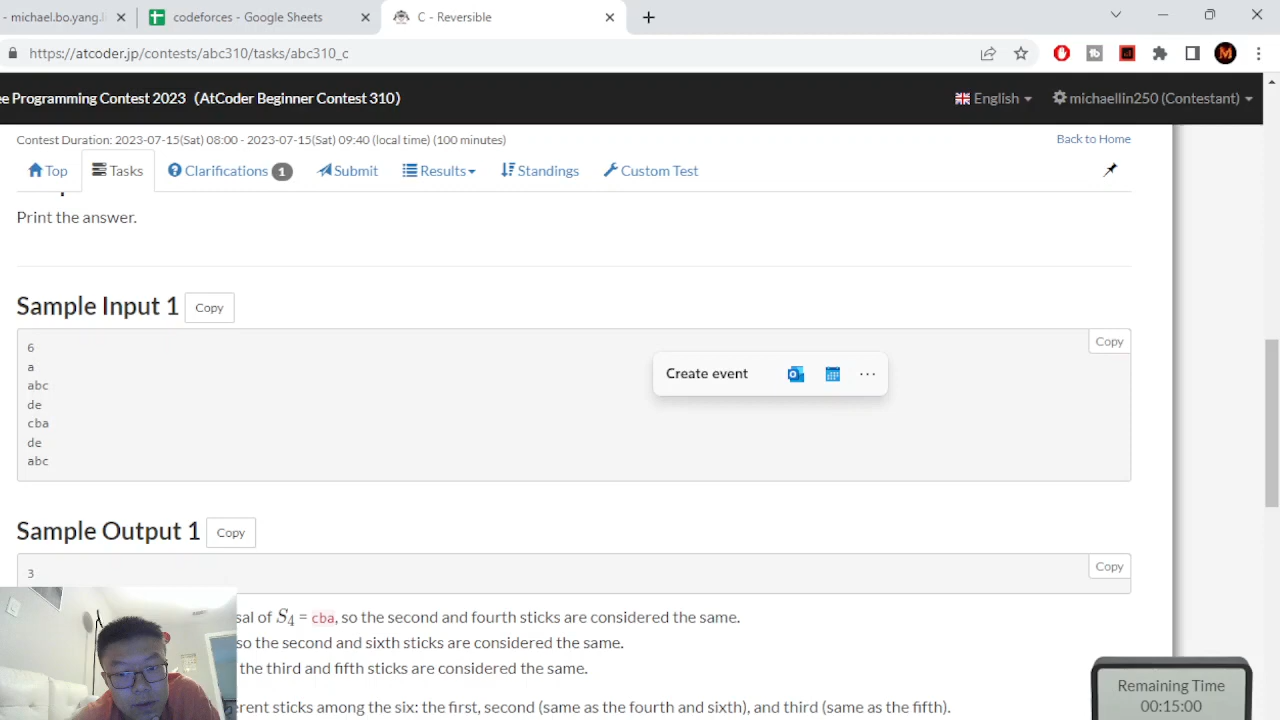 - michael.bo.yang.l
codeforces - Google Sheets
C - Reversible
https://atcoder.jp/contests/abc310/tasks/abc310_c
e Programming Contest 2023 (AtCoder Beginner Contest 310)
English
michaellin250 (Contestant)
Contest Duration: 2023-07-15(Sat) 08:00 - 2023-07-15(Sat) 09:40 (local time) (100 minutes)
Back to Home
Top
Tasks
Clarifications 1
Submit
Results
Standings
Custom Test
Print the answer.
Sample Input 1
Copy
Copy
6
a
abc
de
cba
de
abc
Create event
Sample Output 1
Copy
Copy
3
sal of S4 = cba, so the second and fourth sticks are considered the same.
so the second and sixth sticks are considered the same.
the third and fifth sticks are considered the same.
erent sticks among the six: the first, second (same as the fourth and sixth), and third (same as the fifth).
Remaining Time
00:15:00